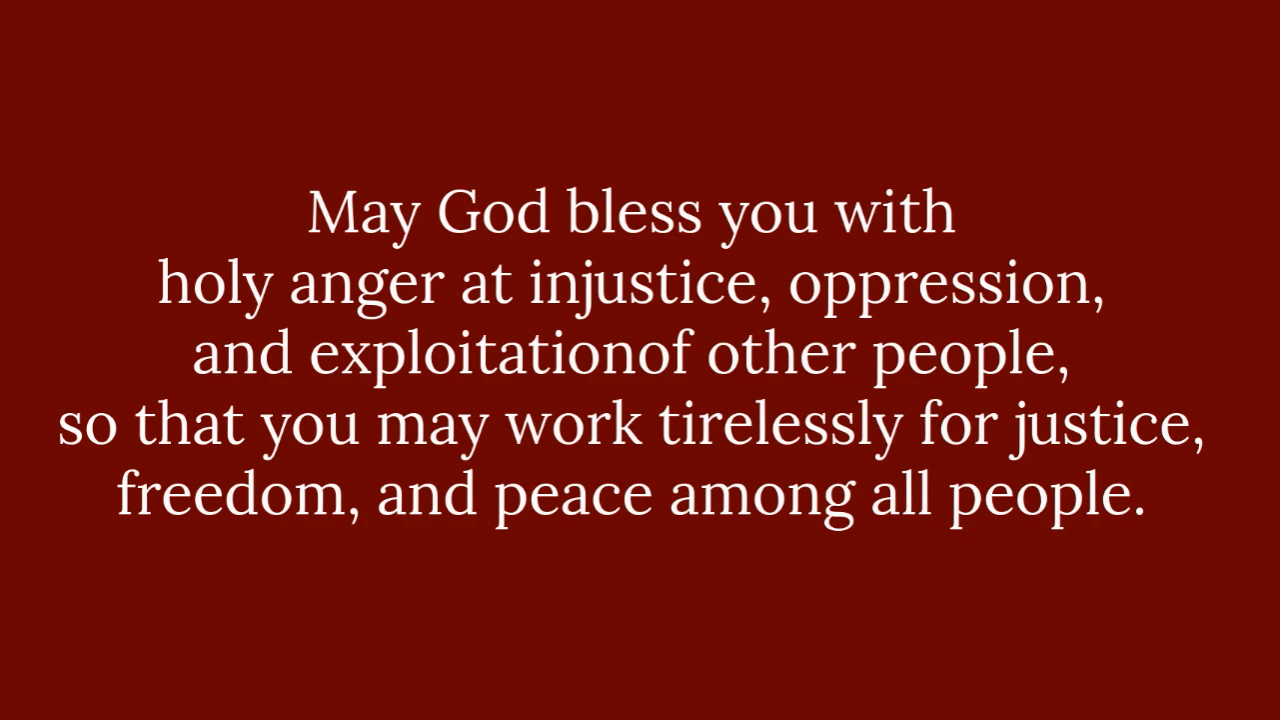 May God bless you with
holy anger at injustice, oppression,
and exploitationof other people,
so that you may work tirelessly for justice,
freedom, and peace among all people.